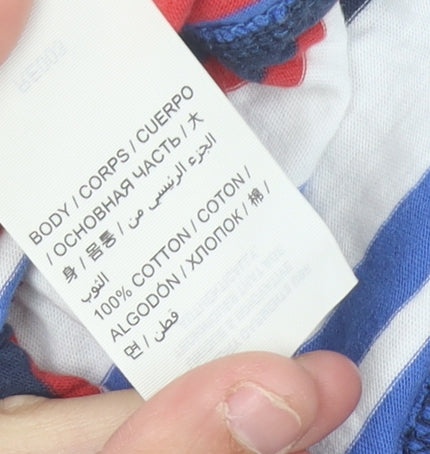 BODY / CORPS / CUERPO
/ ОСНОВНАЯ ЧАСТЬ / 大
身 / 몸통 / الجزء الرئيسي من
الثوب
100% COTTON / COTON /
ALGODÓN / ХЛОПОК / 棉 /
면 / قطن